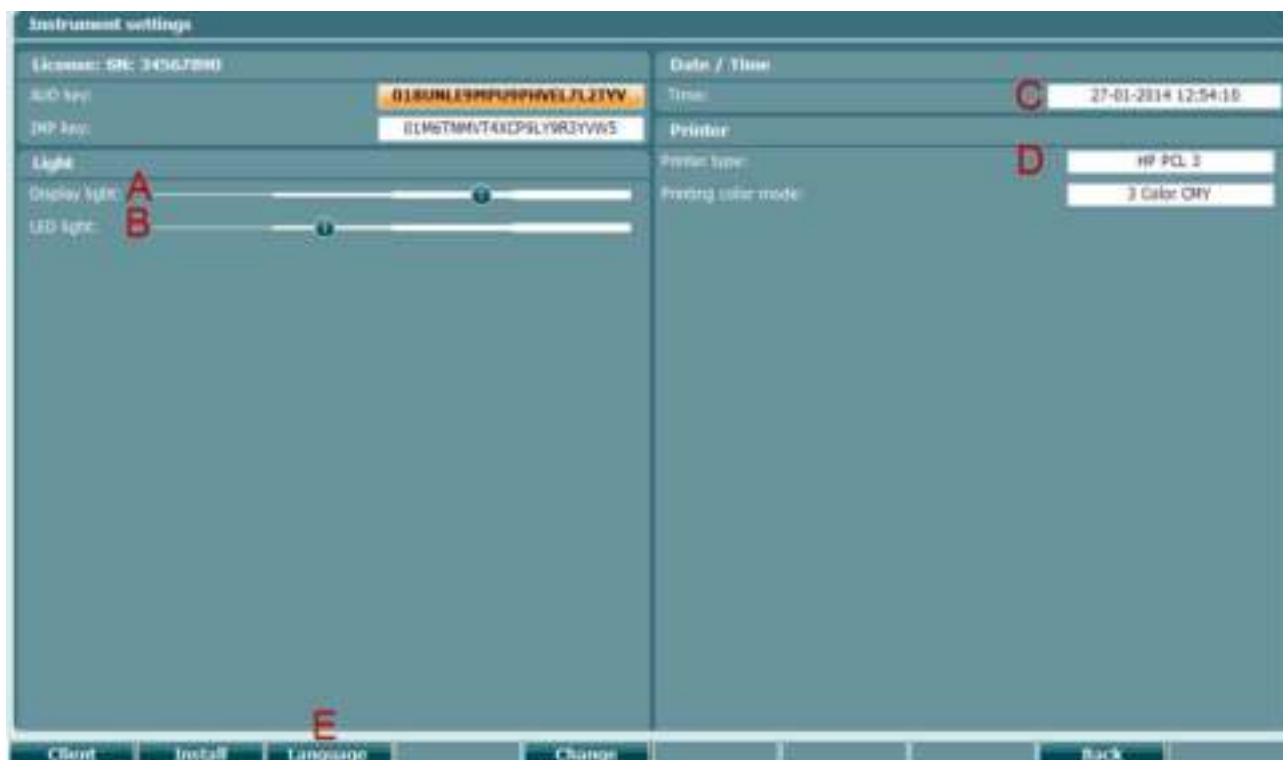 Instrument settings
License: SN: 34567890
AUD key:
IMP key:
Light
Display light: A
LED light: B
Date / Time
Time: C 27-01-2014 12:54:10
Printer
Printer type: D HP PCL 3
Printing color mode: 3 Color CMY
E
Client Install Language Change Back